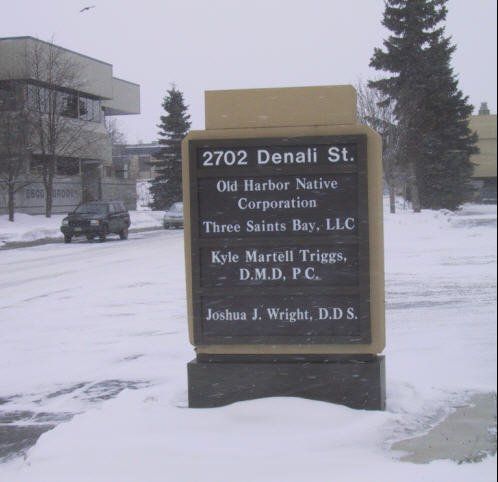 2702 Denali St.
Old Harbor Native
Corporation
Three Saints Bay, LLC
Kyle Martell Triggs,
D.M.D, P.C.
Joshua J. Wright, D.D S.